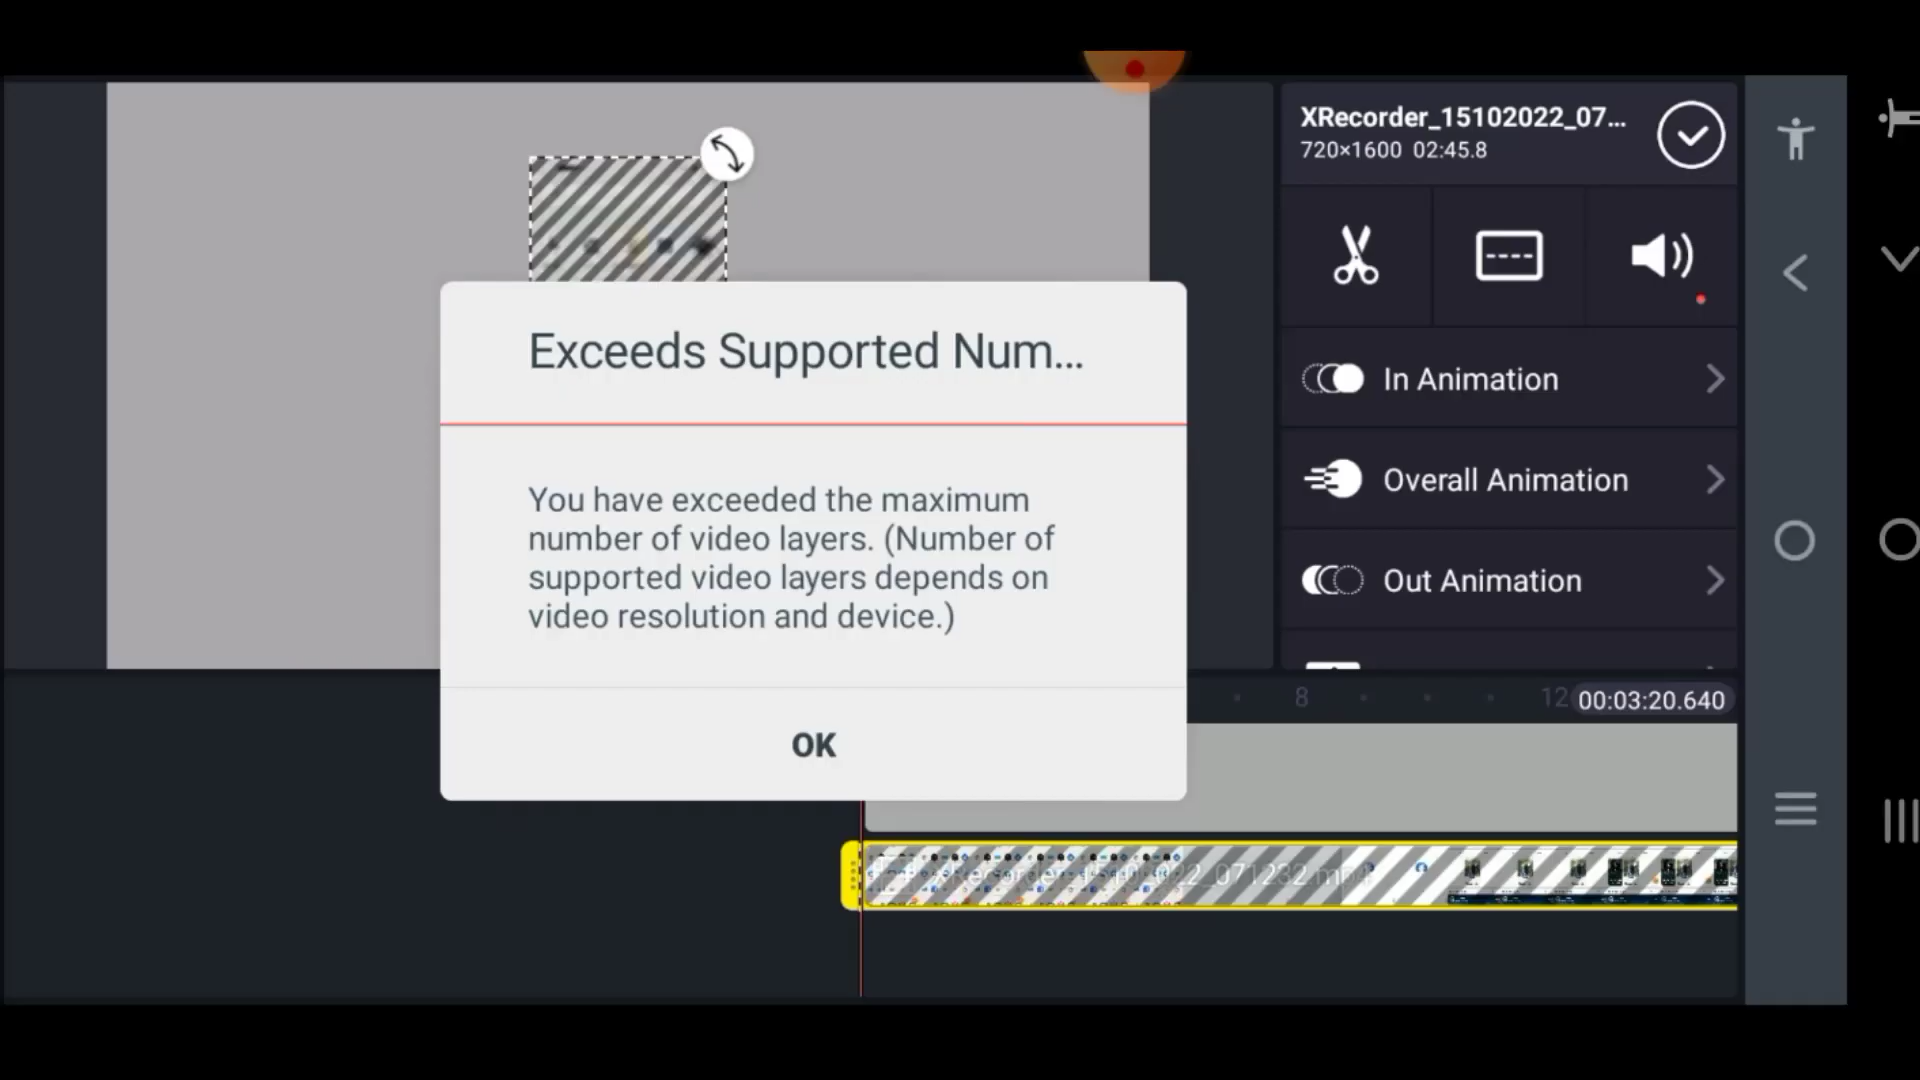 XRecorder_15102022_07...
720×1600 02:45.8
Exceeds Supported Num...
You have exceeded the maximum
number of video layers. (Number of
supported video layers depends on
video resolution and device.)
OK
In Animation
Overall Animation
Out Animation
8
12
00:03:20.640